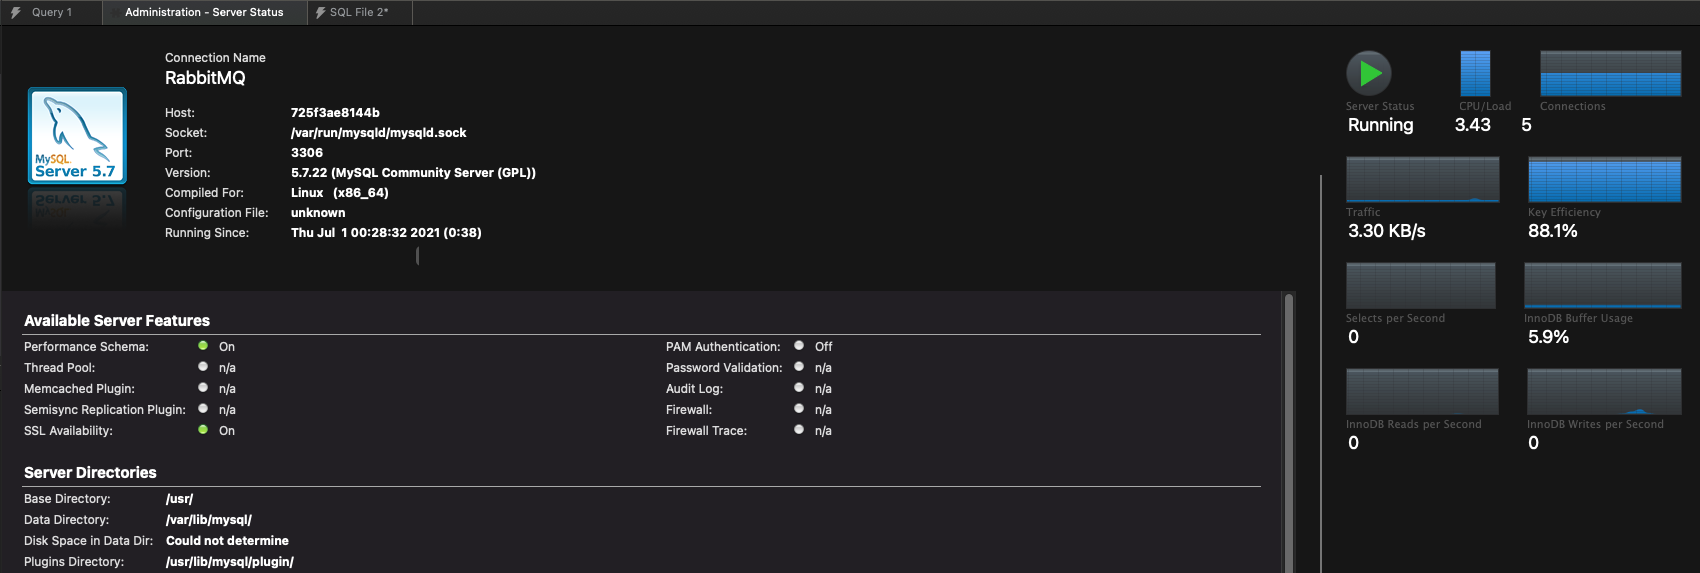 Query 1
Administration - Server Status
SQL File 2*
Connection Name
RabbitMQ
Host: 725f3ae8144b
Socket: /var/run/mysqld/mysqld.sock
Port: 3306
Version: 5.7.22 (MySQL Community Server (GPL))
Compiled For: Linux (x86_64)
Configuration File: unknown
Running Since: Thu Jul 1 00:28:32 2021 (0:38)
MySQL
Server 5.7
Server Status
Running
CPU/Load
3.43
Connections
5
Traffic
3.30 KB/s
Key Efficiency
88.1%
Selects per Second
0
InnoDB Buffer Usage
5.9%
InnoDB Reads per Second
0
InnoDB Writes per Second
0
Available Server Features
Performance Schema: On
Thread Pool: n/a
Memcached Plugin: n/a
Semisync Replication Plugin: n/a
SSL Availability: On
PAM Authentication: Off
Password Validation: n/a
Audit Log: n/a
Firewall: n/a
Firewall Trace: n/a
Server Directories
Base Directory: /usr/
Data Directory: /var/lib/mysql/
Disk Space in Data Dir: Could not determine
Plugins Directory: /usr/lib/mysql/plugin/